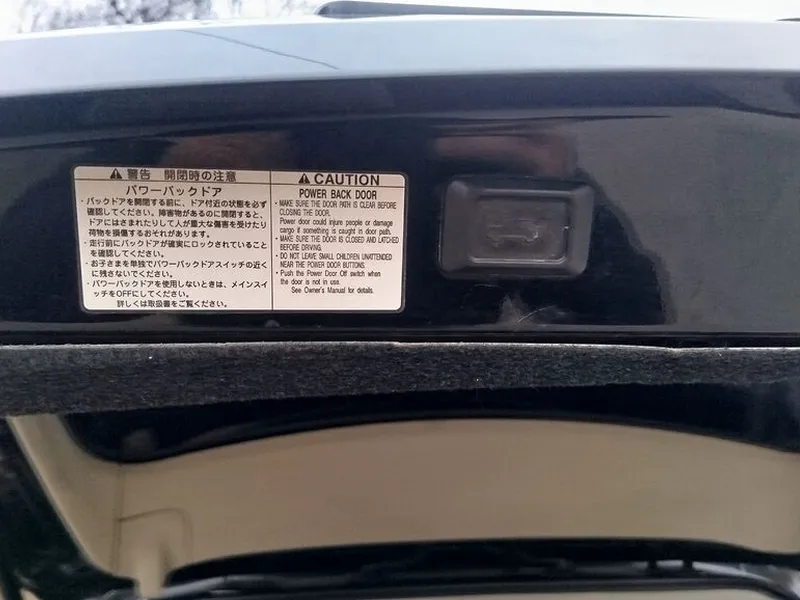 ⚠警告 開閉時の注意
パワーバックドア
・バックドアを開閉する前に、ドア付近の状態を必ず
確認してください。障害物があるのに開閉すると、
ドアにはさまれたりして人が重大な傷害を受けたり
荷物を損傷するおそれがあります。
・走行前にバックドアが確実にロックされていること
を確認してください。
・お子さまを単独でパワーバックドアスイッチの近く
に残さないでください。
・パワーバックドアを使用しないときは、メインスイ
ッチをOFFにしてください。
詳しくは取扱書をご覧ください。
⚠CAUTION
POWER BACK DOOR
・MAKE SURE THE DOOR PATH IS CLEAR BEFORE
CLOSING THE DOOR.
Power door could injure people or damage
cargo if something is caught in door path.
・MAKE SURE THE DOOR IS CLOSED AND LATCHED
BEFORE DRIVING.
・DO NOT LEAVE SMALL CHILDREN UNATTENDED
NEAR THE POWER DOOR BUTTONS.
・Push the Power Door Off switch when
the door is not in use.
See Owner's Manual for details.